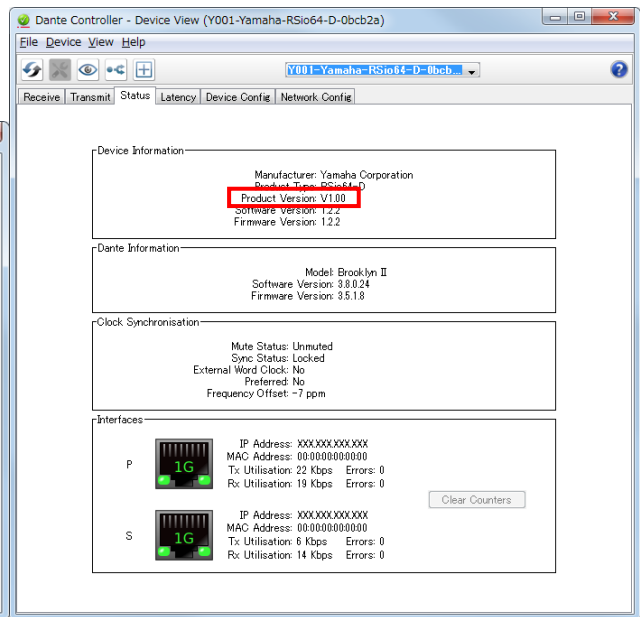 Dante Controller - Device View (Y001-Yamaha-RSio64-D-0bcb2a)
File Device View Help
Y001-Yamaha-RSio64-D-0bcb...
Receive Transmit Status Latency Device Config Network Config
Device Information
Manufacturer: Yamaha Corporation
Product Type: RSio64-D
Product Version: V1.00
Software Version: 1.2.2
Firmware Version: 1.2.2
Dante Information
Model: Brooklyn II
Software Version: 3.8.0.24
Firmware Version: 3.5.1.8
Clock Synchronisation
Mute Status: Unmuted
Sync Status: Locked
External Word Clock: No
Preferred: No
Frequency Offset: -7 ppm
Interfaces
P
1G
IP Address: XXX.XXX.XXX.XXX
MAC Address: 00:00:00:00:00:00
Tx Utilisation: 22 Kbps Errors: 0
Rx Utilisation: 19 Kbps Errors: 0
Clear Counters
S
1G
IP Address: XXX.XXX.XXX.XXX
MAC Address: 00:00:00:00:00:00
Tx Utilisation: 6 Kbps Errors: 0
Rx Utilisation: 14 Kbps Errors: 0